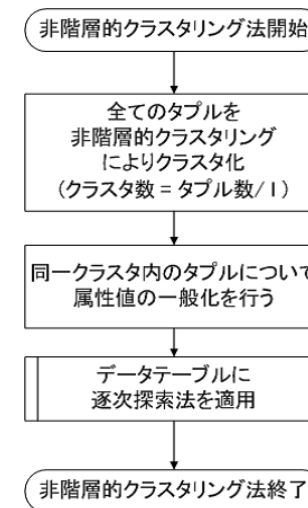 非階層的クラスタリング法開始
全てのタプルを
非階層的クラスタリング
によりクラスタ化
(クラスタ数 = タプル数/ l )
同一クラスタ内のタプルについて
属性値の一般化を行う
データテーブルに
逐次探索法を適用
非階層的クラスタリング法終了